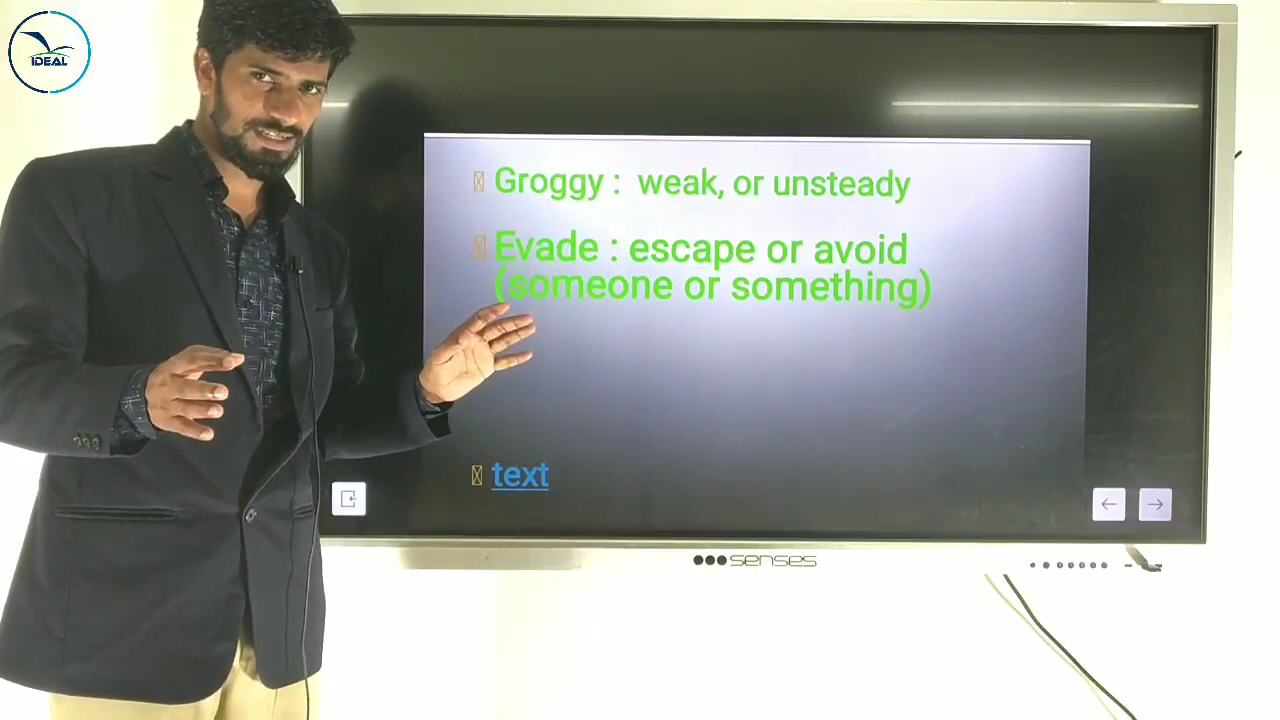 IDEAL
Groggy : weak, or unsteady
Evade : escape or avoid
(someone or something)
text
senses